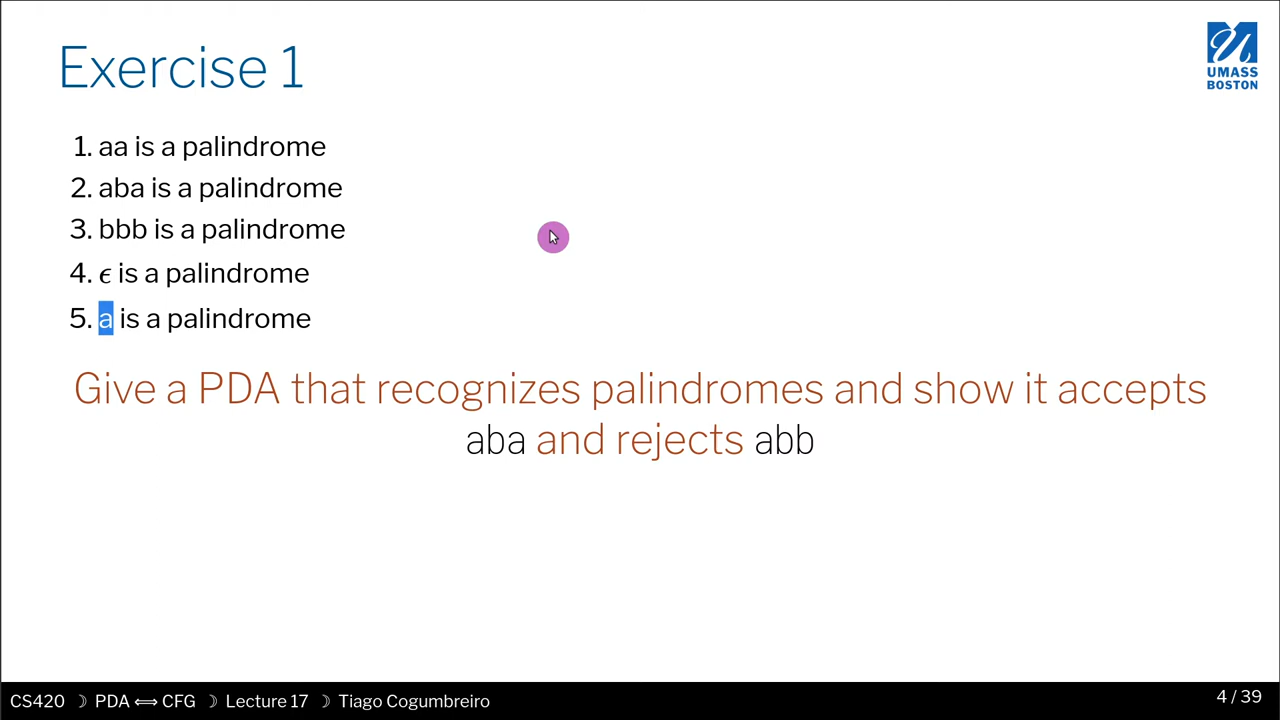 Exercise 1
UMASS
BOSTON
1. aa is a palindrome
2. aba is a palindrome
3. bbb is a palindrome
4. ϵ is a palindrome
5. a is a palindrome
Give a PDA that recognizes palindromes and show it accepts
aba and rejects abb
CS420 ☽ PDA ⟺ CFG ☽ Lecture 17 ☽ Tiago Cogumbreiro
4 / 39